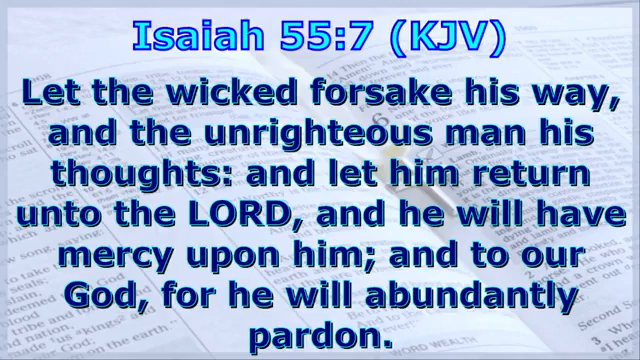 Isaiah 55:7 (KJV)
Let the wicked forsake his way,
and the unrighteous man his
thoughts: and let him return
unto the LORD, and he will have
mercy upon him; and to our
God, for he will abundantly
pardon.